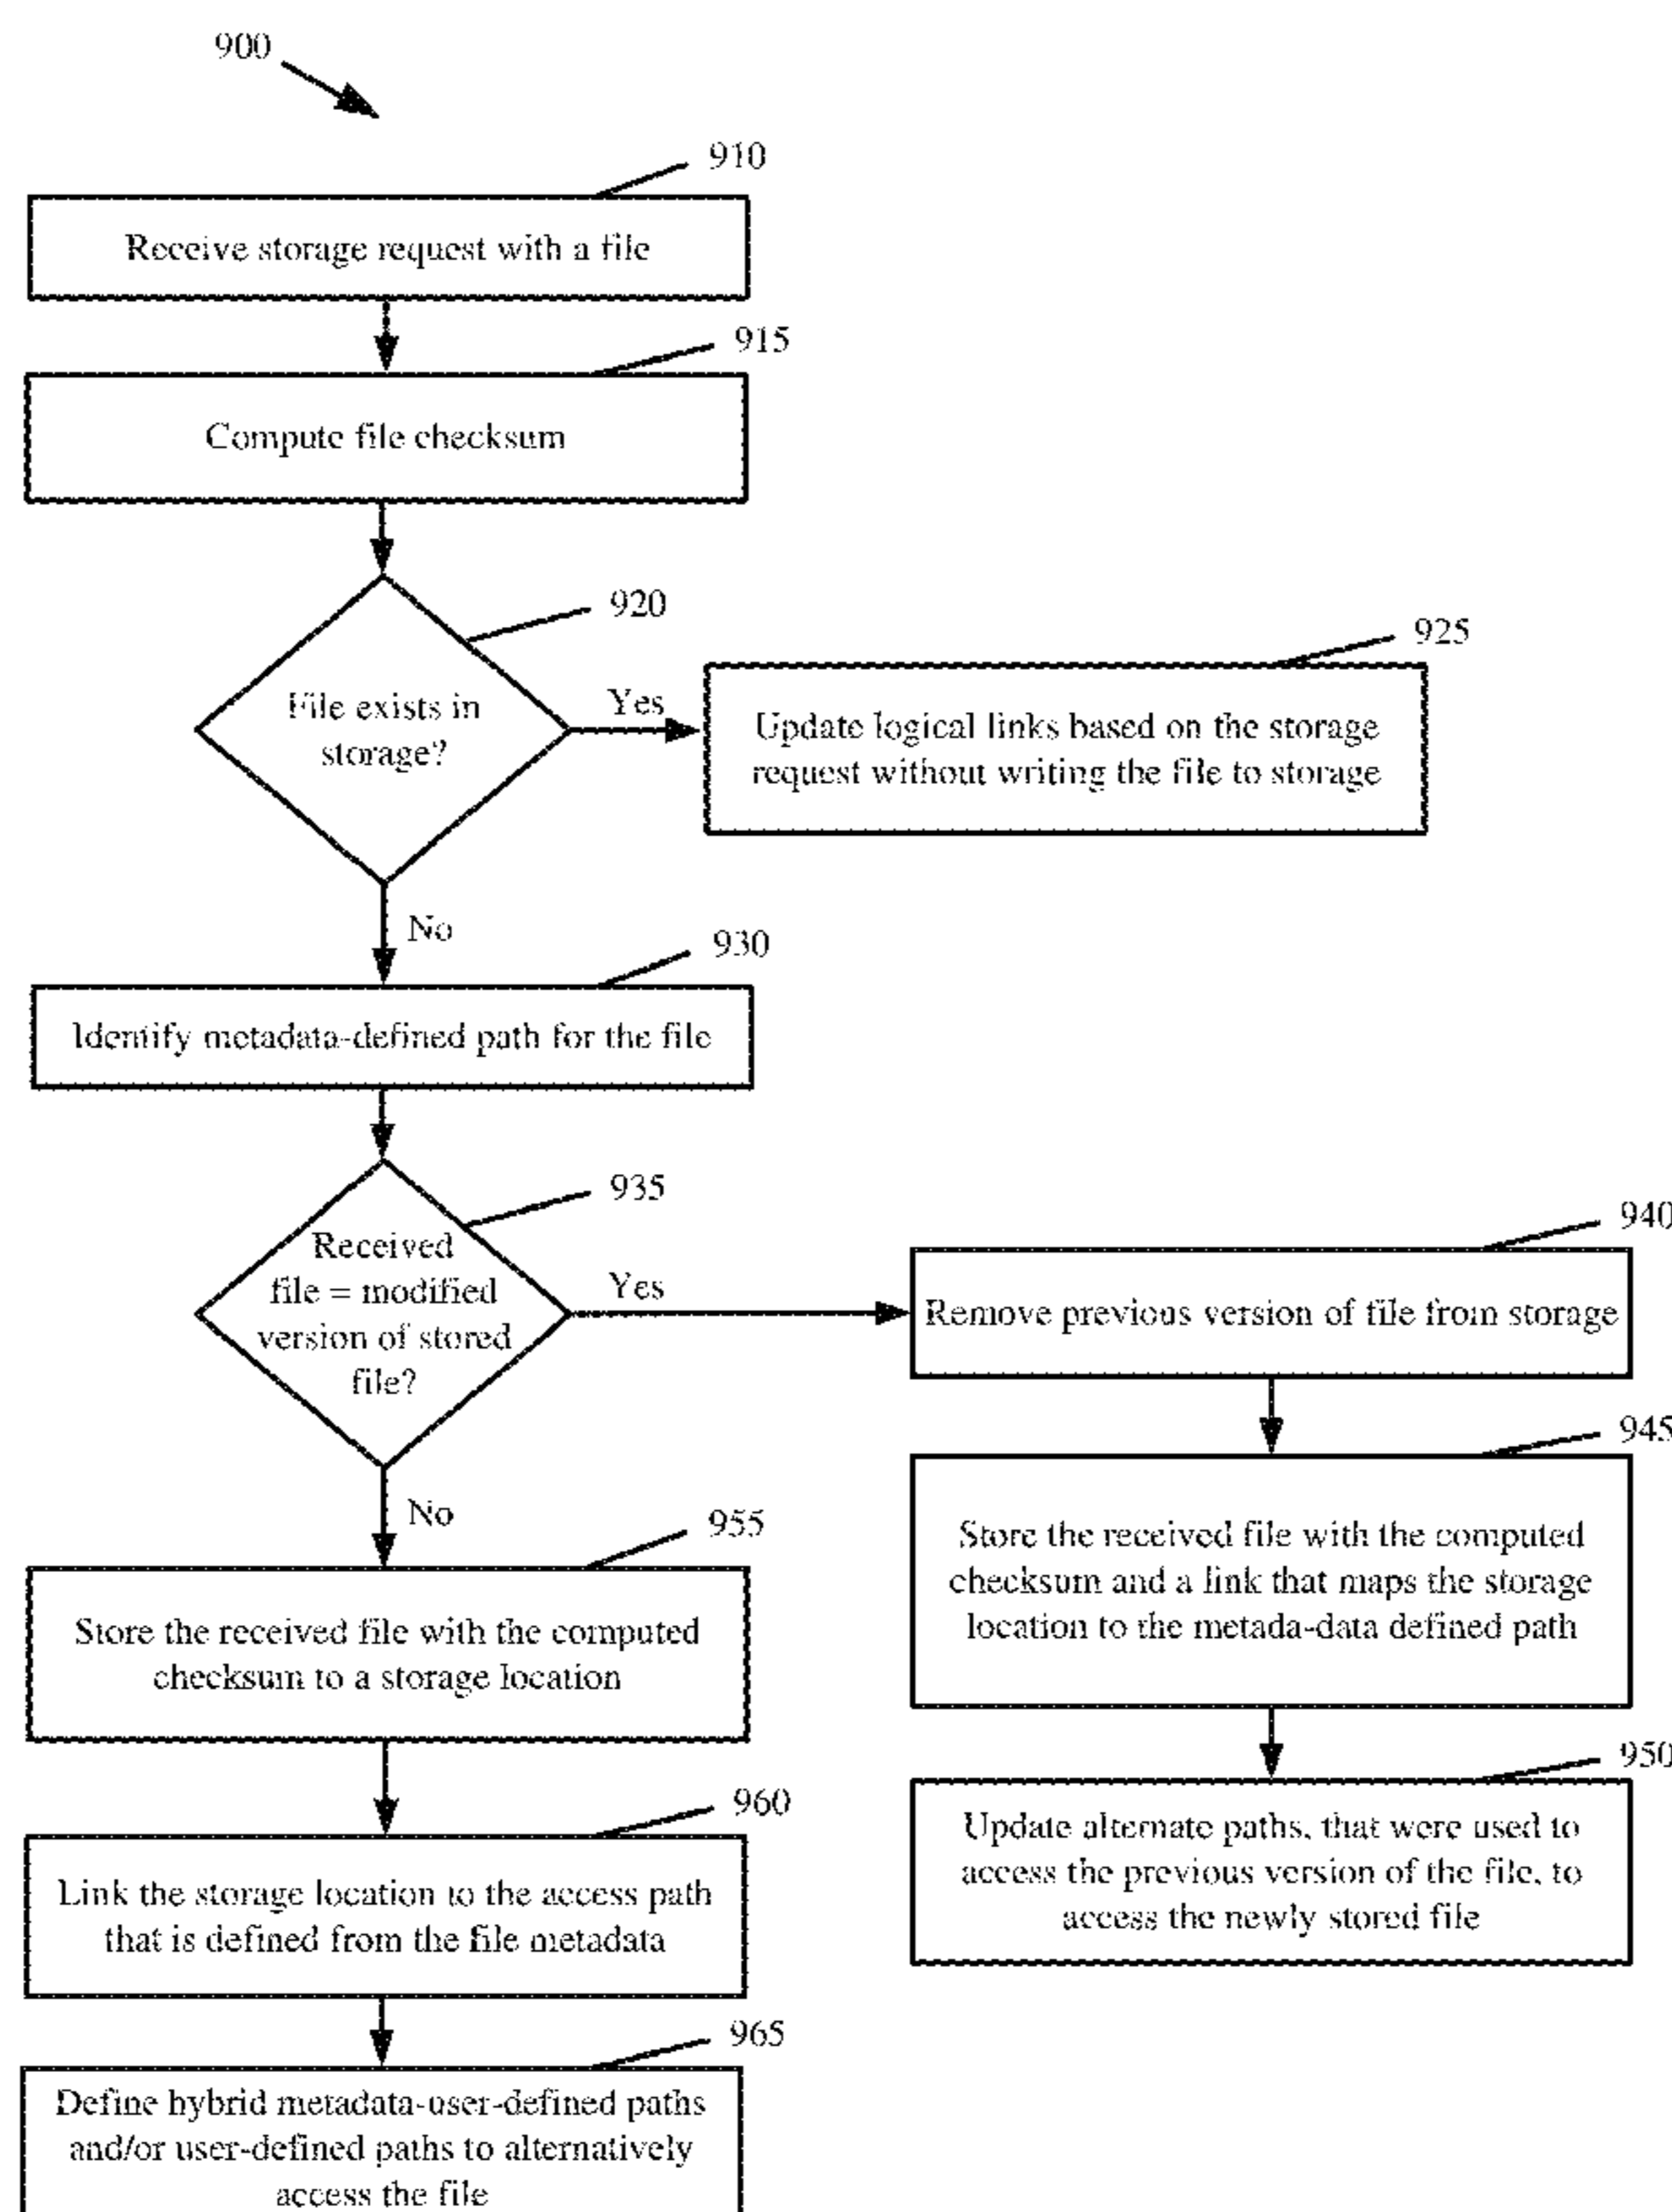 900
910
Receive storage request with a file
915
Compute file checksum
920
File exists in
storage?
Yes
925
Update logical links based on the storage
request without writing the file to storage
No
930
Identify metadata-defined path for the file
935
Received
file = modified
version of stored
file?
Yes
940
Remove previous version of file from storage
945
Store the received file with the computed
checksum and a link that maps the storage
location to the metada-data defined path
950
Update alternate paths, that were used to
access the previous version of the file, to
access the newly stored file
No
955
Store the received file with the computed
checksum to a storage location
960
Link the storage location to the access path
that is defined from the file metadata
965
Define hybrid metadata-user-defined paths
and/or user-defined paths to alternatively
access the file